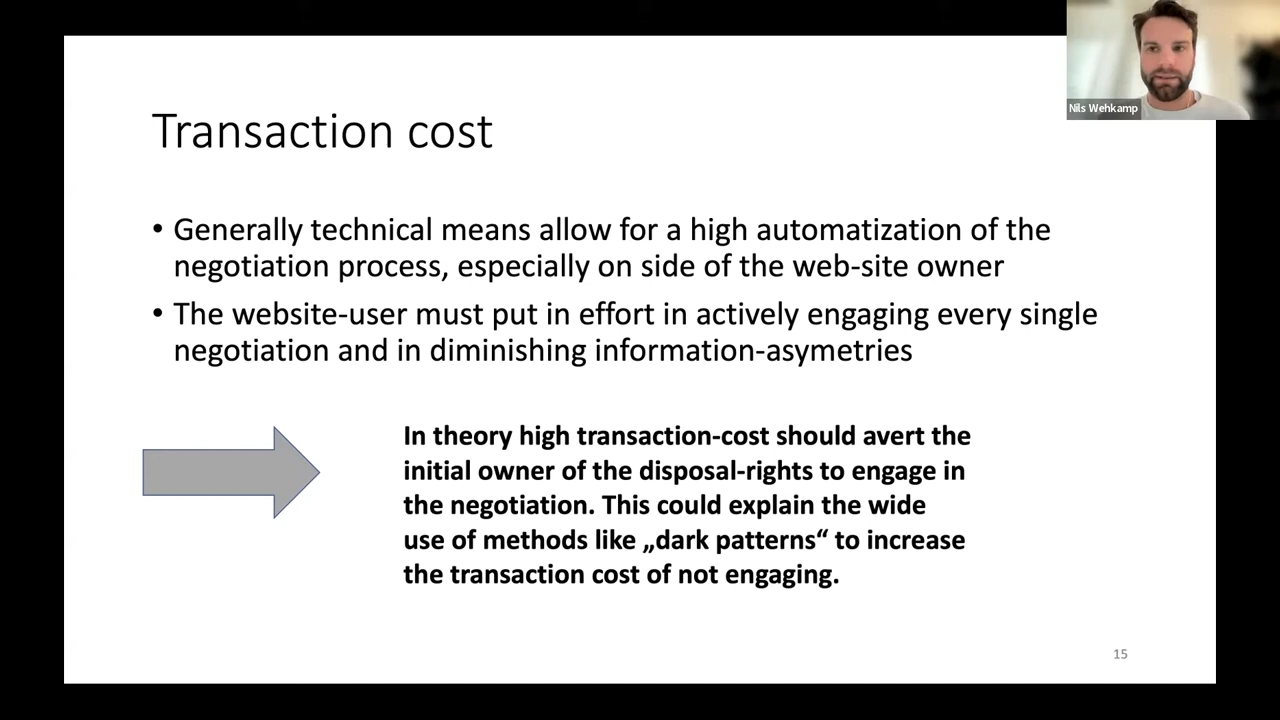 Nils Wehkamp
Transaction cost
• Generally technical means allow for a high automatization of the
negotiation process, especially on side of the web-site owner
• The website-user must put in effort in actively engaging every single
negotiation and in diminishing information-asymetries
In theory high transaction-cost should avert the
initial owner of the disposal-rights to engage in
the negotiation. This could explain the wide
use of methods like „dark patterns“ to increase
the transaction cost of not engaging.
15